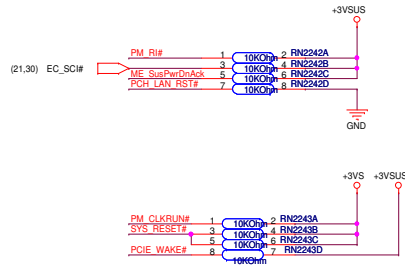 +3VSUS
PM_RI# 1 10KOhm 2 RN2242A
(21,30) EC_SCI# 3 10KOhm 4 RN2242B
ME_SusPwrDnAck 5 10KOhm 6 RN2242C
PCH_LAN_RST# 7 10KOhm 8 RN2242D
GND
+3VS +3VSUS
PM_CLKRUN# 1 10KOhm 2 RN2243A
SYS_RESET# 3 10KOhm 4 RN2243B
5 10KOhm 6 RN2243C
PCIE_WAKE# 8 10KOhm 7 RN2243D